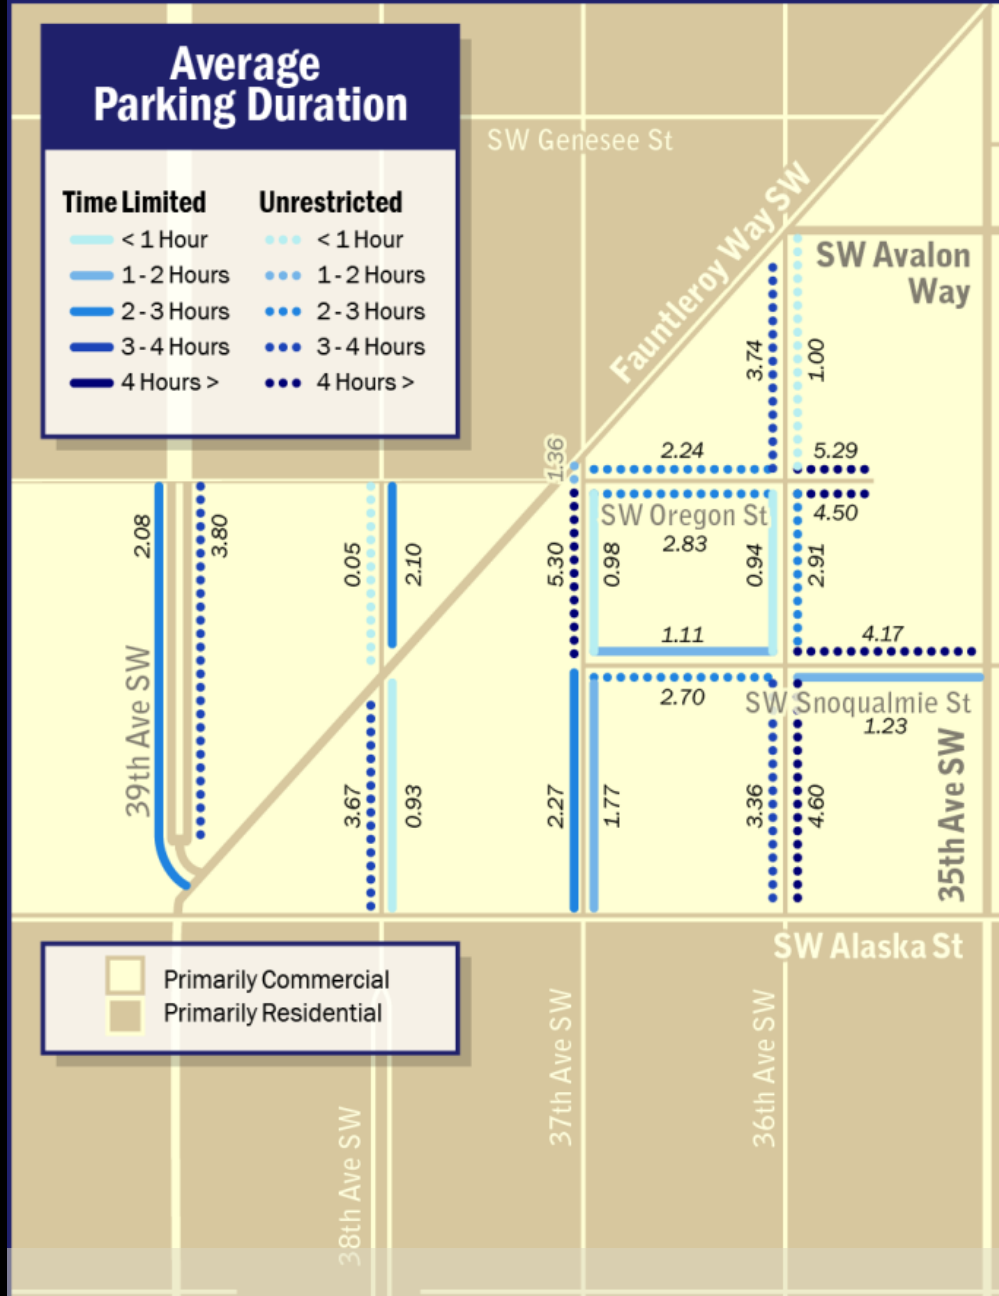 Average
Parking Duration
Time Limited
< 1 Hour
1 - 2 Hours
2 - 3 Hours
3 - 4 Hours
4 Hours >
Unrestricted
< 1 Hour
1 - 2 Hours
2 - 3 Hours
3 - 4 Hours
4 Hours >
SW Genesee St
Fauntleroy Way SW
SW Avalon
Way
3.74
1.00
1.36
2.24
5.29
2.08
3.80
0.05
2.10
5.30
0.98
SW Oregon St
2.83
0.94
2.91
4.50
1.11
4.17
39th Ave SW
2.70
SW Snoqualmie St
1.23
3.67
0.93
2.27
1.77
3.36
4.60
35th Ave SW
SW Alaska St
Primarily Commercial
Primarily Residential
38th Ave SW
37th Ave SW
36th Ave SW